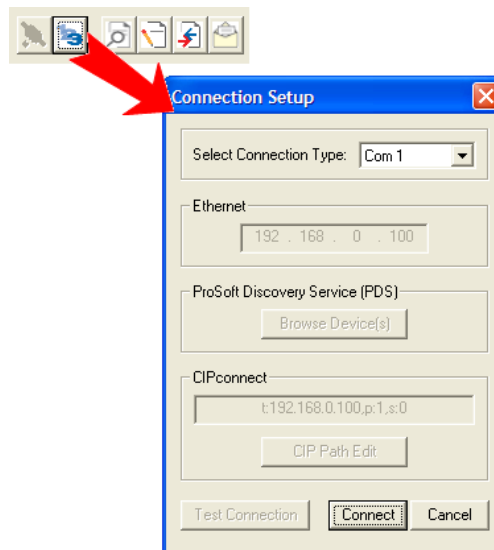 Connection Setup
Select Connection Type: Com 1
Ethernet
192 . 168 . 0 . 100
ProSoft Discovery Service (PDS)
Browse Device(s)
CIPconnect
t:192.168.0.100,p:1,s:0
CIP Path Edit
Test Connection Connect Cancel